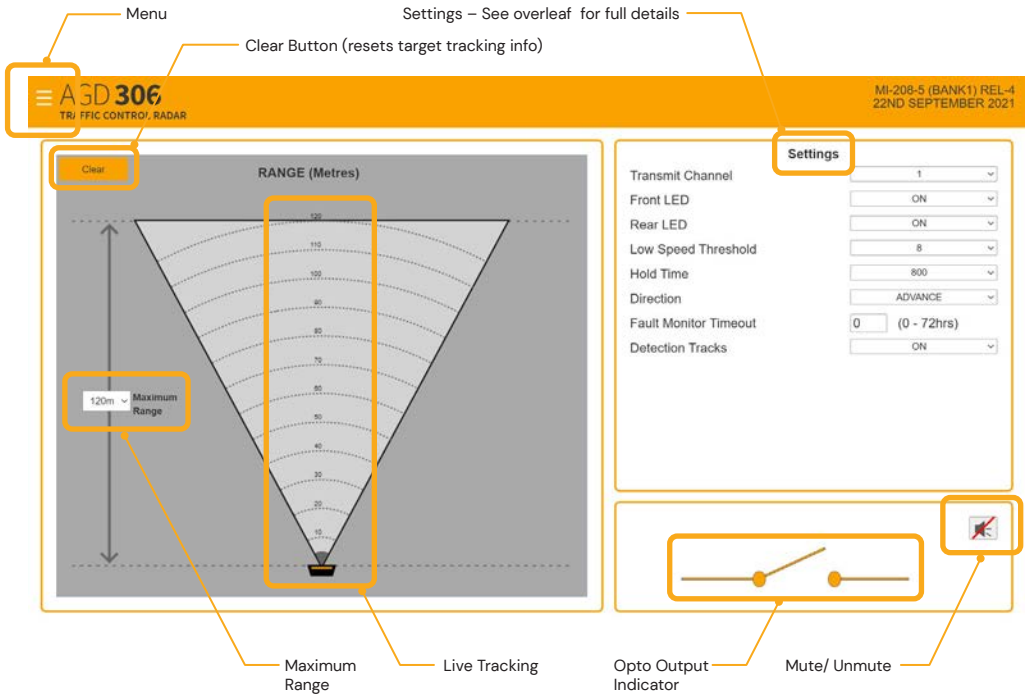 Menu
Settings – See overleaf for full details
Clear Button (resets target tracking info)
AGD 306
TRAFFIC CONTROL RADAR
MI-208-5 (BANK1) REL-4
22ND SEPTEMBER 2021
Clear
RANGE (Metres)
120
110
100
90
80
70
60
50
40
30
20
10
120m
Maximum
Range
Settings
Transmit Channel 1
Front LED ON
Rear LED ON
Low Speed Threshold 8
Hold Time 800
Direction ADVANCE
Fault Monitor Timeout 0 (0 - 72hrs)
Detection Tracks ON
Maximum
Range
Live Tracking
Opto Output
Indicator
Mute/ Unmute